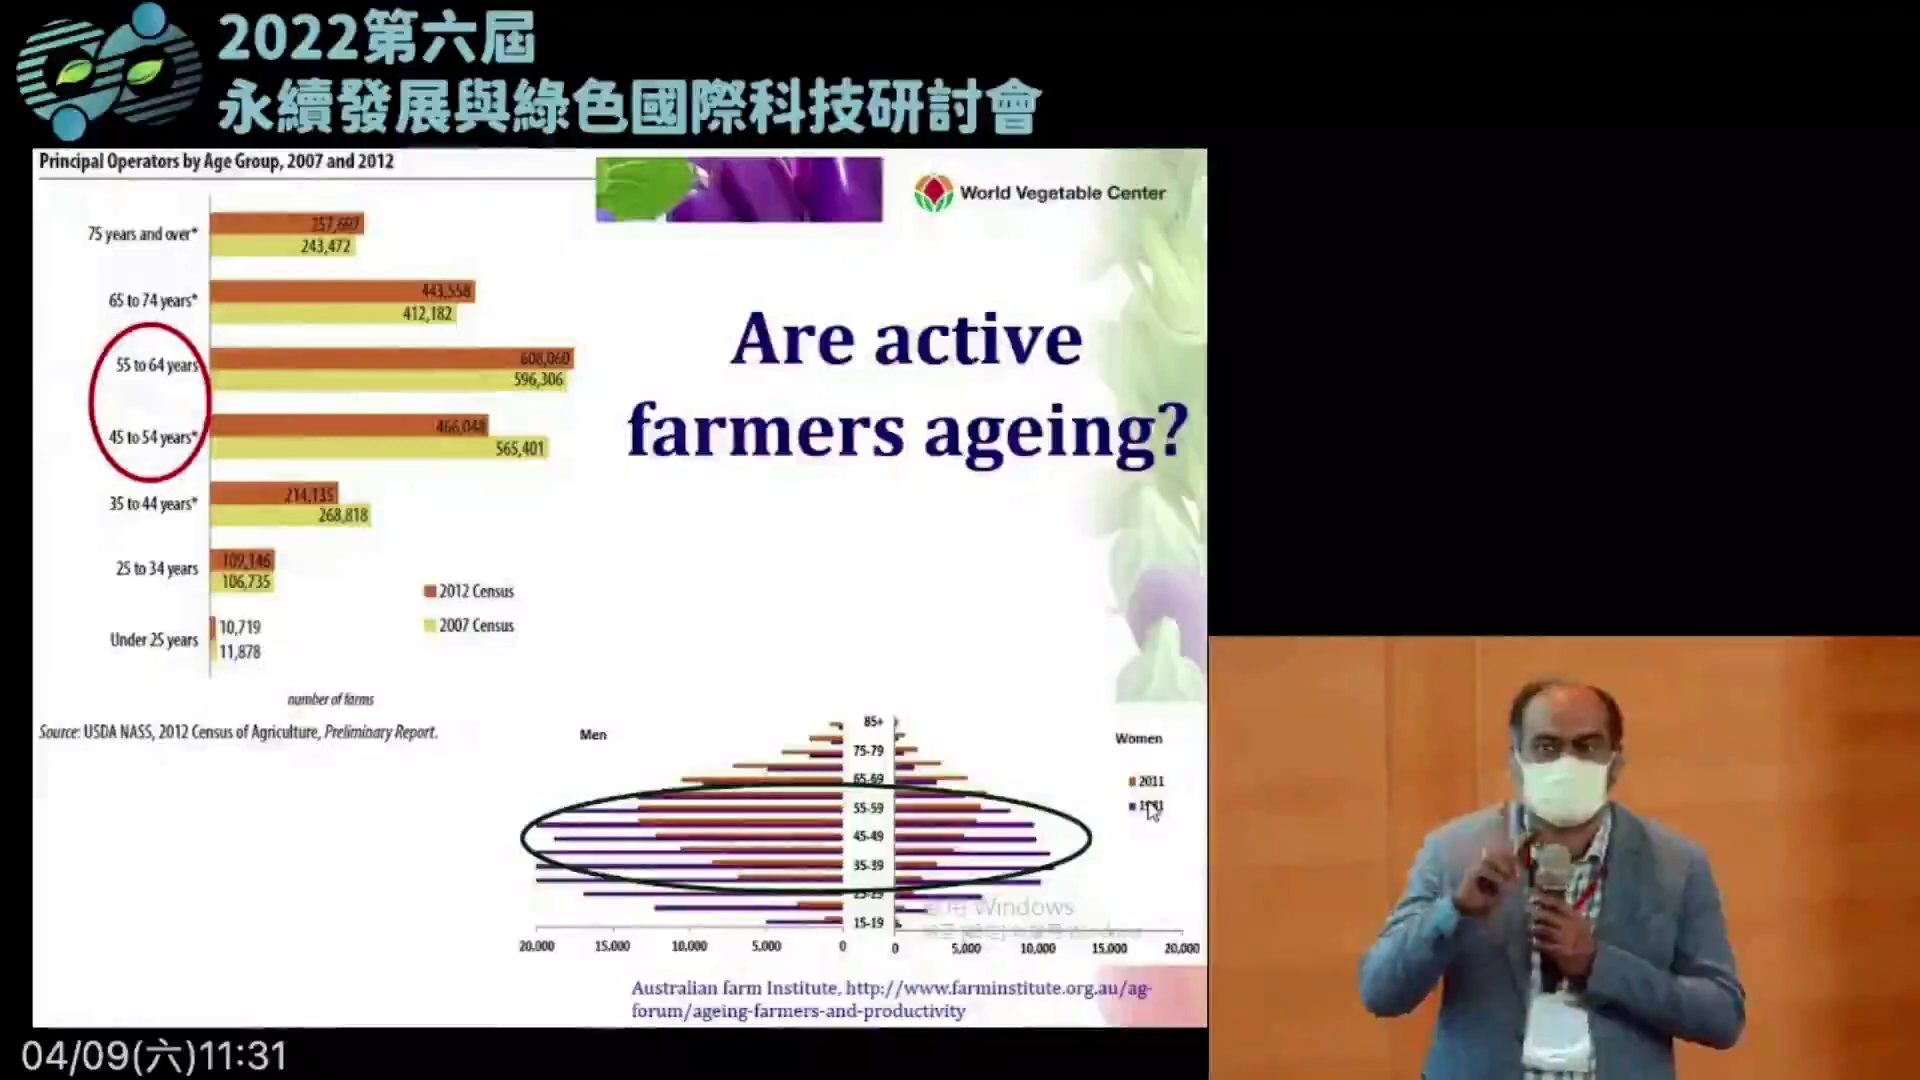 2022第六屆
永續發展與綠色國際科技研討會
Principal Operators by Age Group, 2007 and 2012
World Vegetable Center
75 years and over*
257,697
243,472
65 to 74 years*
443,558
412,182
55 to 64 years
608,060
596,306
45 to 54 years*
466,048
565,401
35 to 44 years*
214,135
268,818
25 to 34 years
109,146
106,735
Under 25 years
10,719
11,878
2012 Census
2007 Census
number of farms
Source: USDA NASS, 2012 Census of Agriculture, Preliminary Report.
Are active
farmers ageing?
Men
Women
85+
75-79
65-69
55-59
45-49
35-39
25-29
15-19
2011
20,000 15,000 10,000 5,000 0 0 5,000 10,000 15,000 20,000
Windows
Australian farm Institute, http://www.farminstitute.org.au/ag-
forum/ageing-farmers-and-productivity
04/09(六)11:31